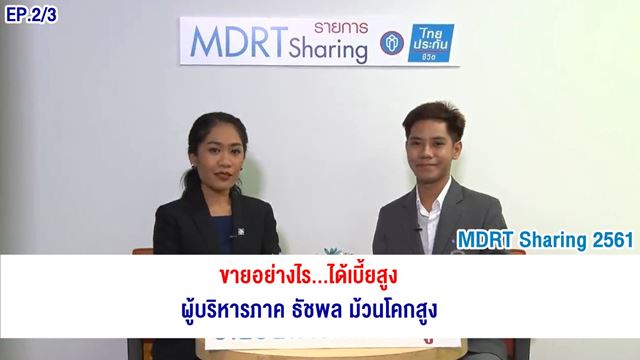 EP.2/3
รายการ
MDRT Sharing
ไทย
ประกัน
ชีวิต
MDRT Sharing 2561
ขายอย่างไร...ได้เบี้ยสูง
ผู้บริหารภาค ธัชพล ม้วนโคกสูง